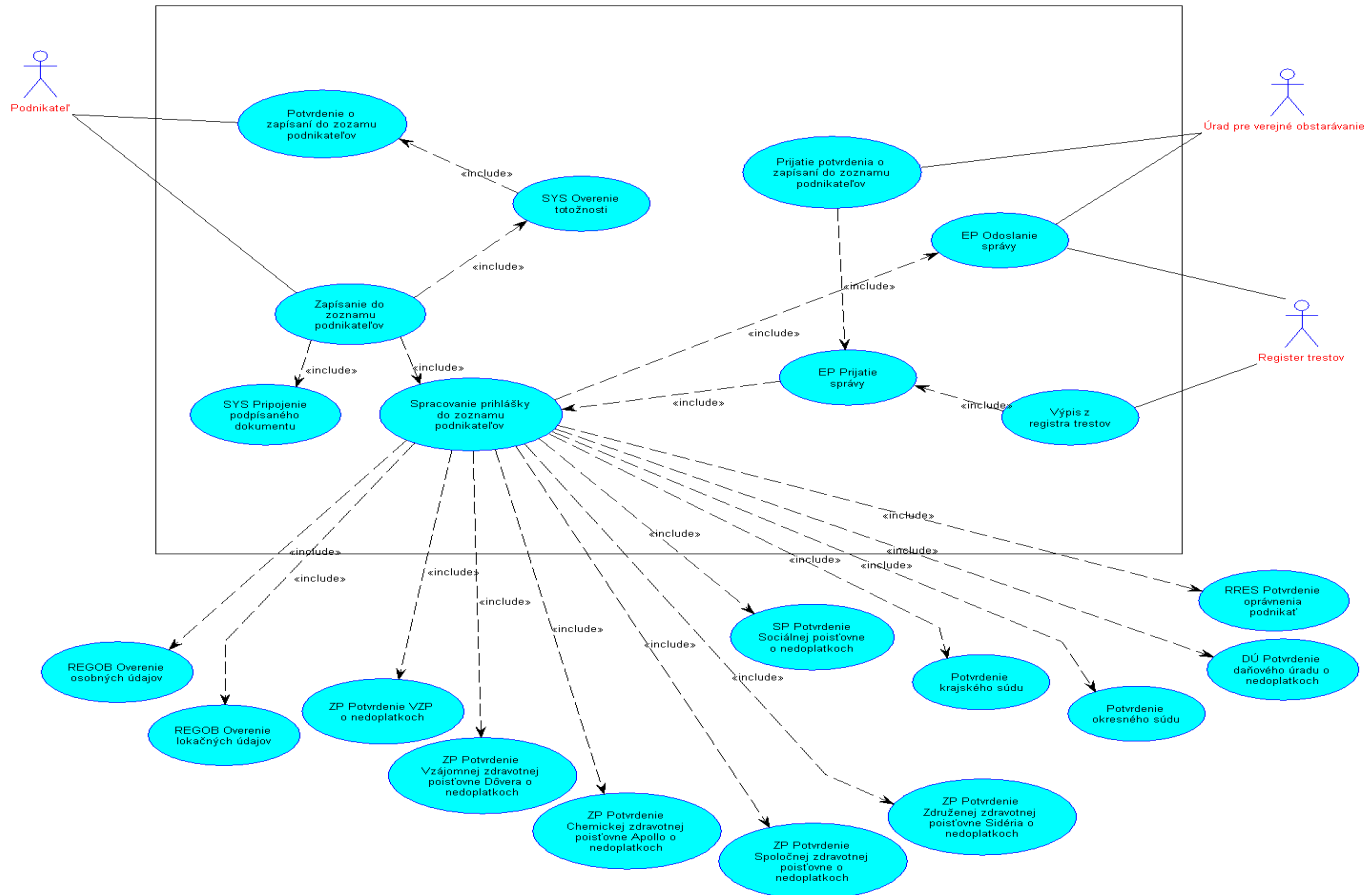 Podnikateľ
Potvrdenie o
zapísaní do zozamu
podnikateľov
Úrad pre verejné obstarávanie
Prijatie potvrdenia o
zapísaní do zoznamu
podnikateľov
«include»
SYS Overenie
totožnosti
EP Odoslanie
správy
«include»
«include»
Zapísanie do
zoznamu
podnikateľov
«include»
Register trestov
«include»
«include»
EP Prijatie
správy
SYS Pripojenie
podpísaného
dokumentu
Spracovanie prihlášky
do zoznamu
podnikateľov
«include»
«include»
Výpis z
registra trestov
«include»
«include»
«include»
«include»
«include»
«include»
«include»
«include»
«include»
«include»
«include»
«include»
RRES Potvrdenie
oprávnenia
podnikať
SP Potvrdenie
Sociálnej poisťovne
o nedoplatkoch
REGOB Overenie
osobných údajov
DÚ Potvrdenie
daňového úradu o
nedoplatkoch
Potvrdenie
krajského súdu
ZP Potvrdenie VZP
o nedoplatkoch
Potvrdenie
okresného súdu
REGOB Overenie
lokačných údajov
ZP Potvrdenie
Vzájomnej zdravotnej
poisťovne Dôvera o
nedoplatkoch
ZP Potvrdenie
Združenej zdravotnej
poisťovne Sidéria o
nedoplatkoch
ZP Potvrdenie
Chemickej zdravotnej
poisťovne Apollo o
nedoplatkoch
ZP Potvrdenie
Spoločnej zdravotnej
poisťovne o
nedoplatkoch